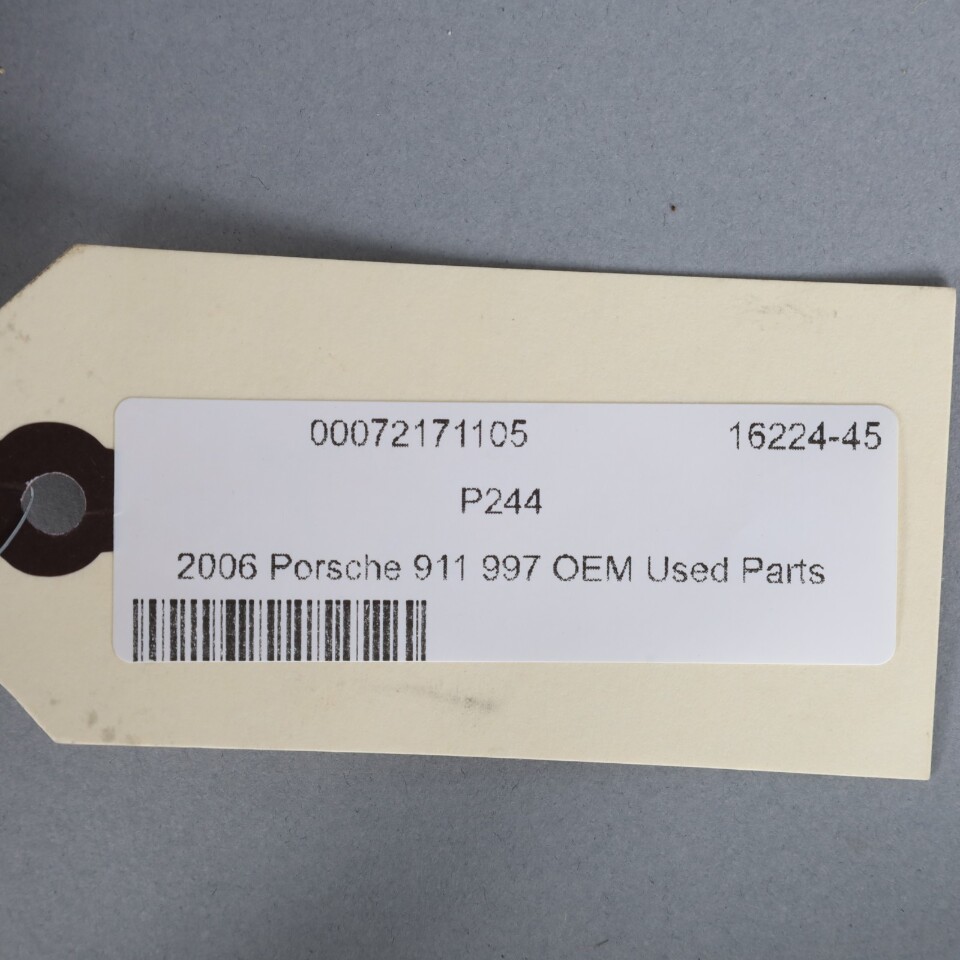 00072171105 16224-45
P244
2006 Porsche 911 997 OEM Used Parts